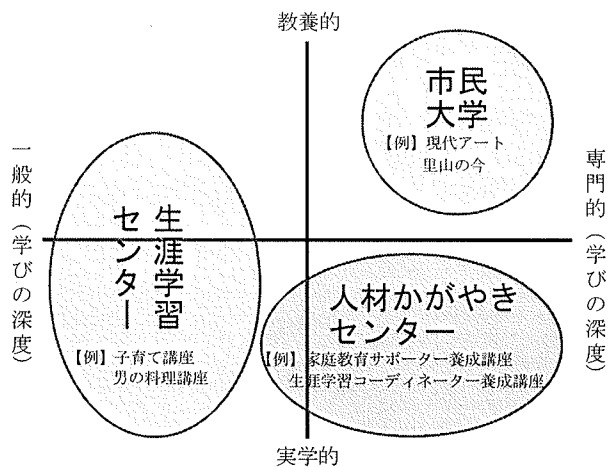 教養的
市民
大学
【例】現代アート
里山の今
一般的(学びの深度)
専門的(学びの深度)
生涯学習
センター
【例】子育て講座
男の料理講座
人材かがやき
センター
【例】家庭教育サポーター養成講座
生涯学習コーディネーター養成講座
実学的